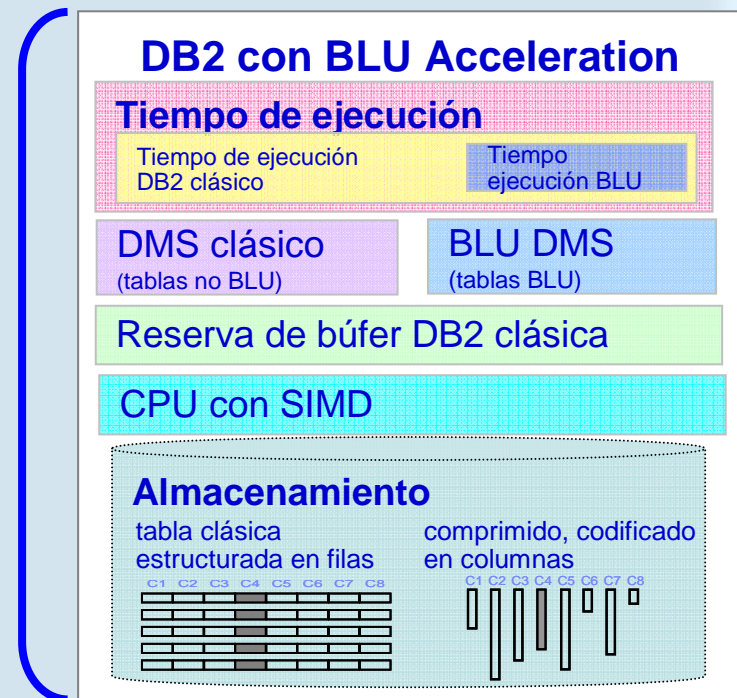 DB2 con BLU Acceleration
Tiempo de ejecución
Tiempo de ejecución
DB2 clásico
Tiempo
ejecución BLU
DMS clásico
(tablas no BLU)
BLU DMS
(tablas BLU)
Reserva de búfer DB2 clásica
CPU con SIMD
Almacenamiento
tabla clásica
estructurada en filas
C1 C2 C3 C4 C5 C6 C7 C8
comprimido, codificado
en columnas
C1 C2 C3 C4 C5 C6 C7 C8